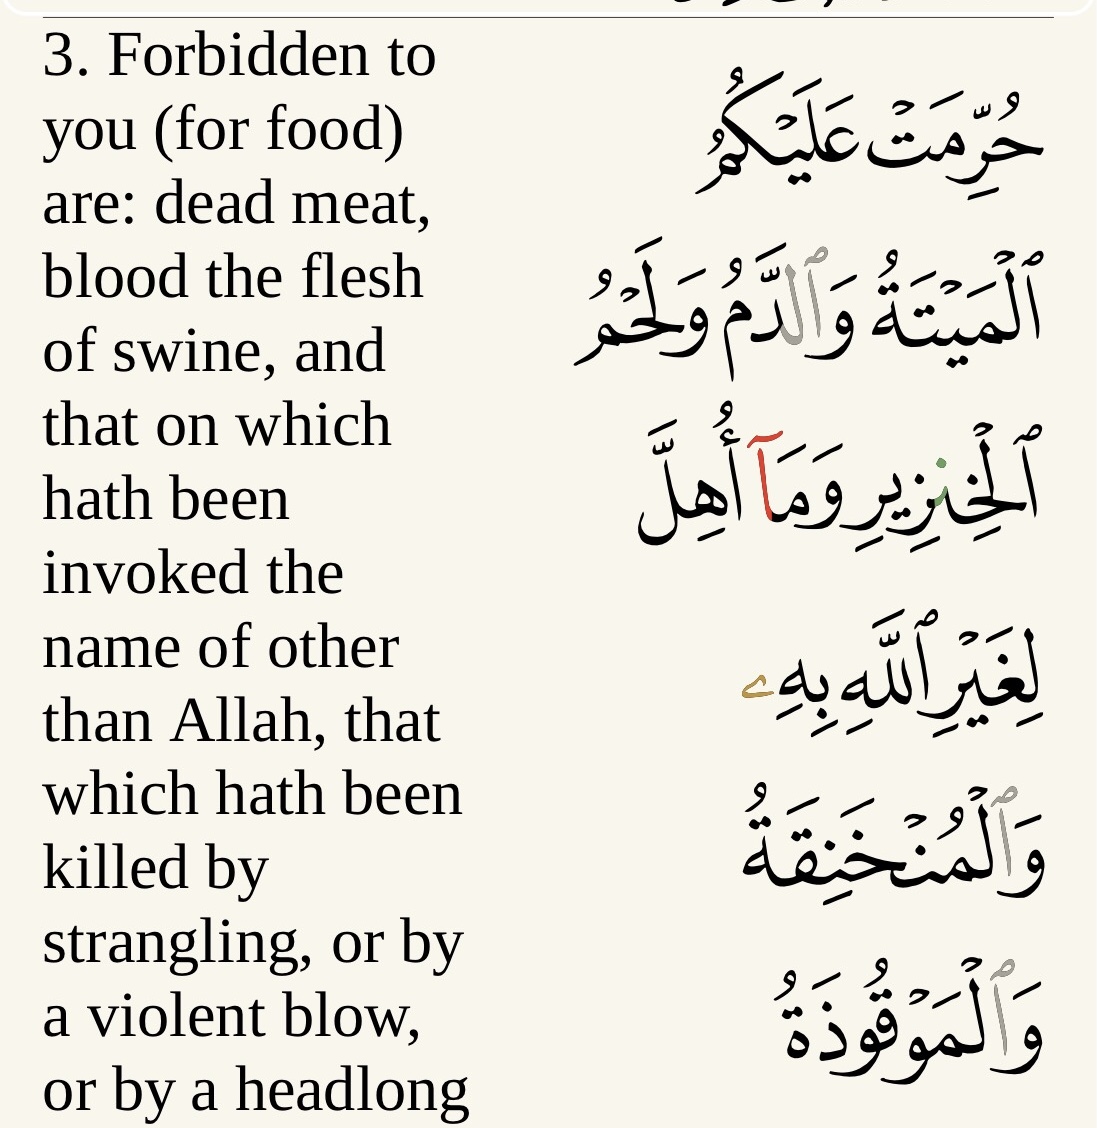 3. Forbidden to
you (for food)
are: dead meat,
blood the flesh
of swine, and
that on which
hath been
invoked the
name of other
than Allah, that
which hath been
killed by
strangling, or by
a violent blow,
or by a headlong
حُرِّمَتْ عَلَيْكُمُ
ٱلْمَيْتَةُ وَٱلدَّمُ وَلَحْمُ
ٱلْخِنزِيرِ وَمَآ أُهِلَّ
لِغَيْرِ ٱللَّهِ بِهِۦ
وَٱلْمُنْخَنِقَةُ
وَٱلْمَوْقُوذَةُ